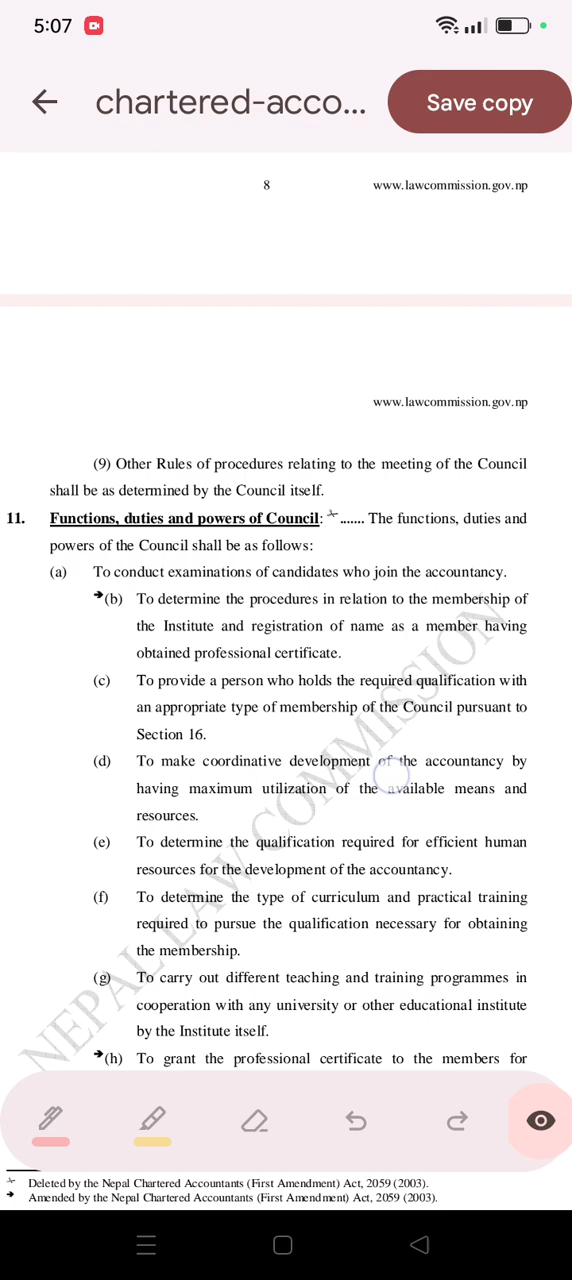 5:07
chartered-acco... Save copy
8 www.lawcommission.gov.np
www.lawcommission.gov.np
(9) Other Rules of procedures relating to the meeting of the Council
shall be as determined by the Council itself.
11. Functions, duties and powers of Council: ....... The functions, duties and
powers of the Council shall be as follows:
(a) To conduct examinations of candidates who join the accountancy.
➔(b) To determine the procedures in relation to the membership of
the Institute and registration of name as a member having
obtained professional certificate.
(c) To provide a person who holds the required qualification with
an appropriate type of membership of the Council pursuant to
Section 16.
(d) To make coordinative development of the accountancy by
having maximum utilization of the available means and
resources.
(e) To determine the qualification required for efficient human
resources for the development of the accountancy.
(f) To determine the type of curriculum and practical training
required to pursue the qualification necessary for obtaining
the membership.
(g) To carry out different teaching and training programmes in
cooperation with any university or other educational institute
by the Institute itself.
➔(h) To grant the professional certificate to the members for
NEPAL LAW COMMISSION
Deleted by the Nepal Chartered Accountants (First Amendment) Act, 2059 (2003).
➔ Amended by the Nepal Chartered Accountants (First Amendment) Act, 2059 (2003).